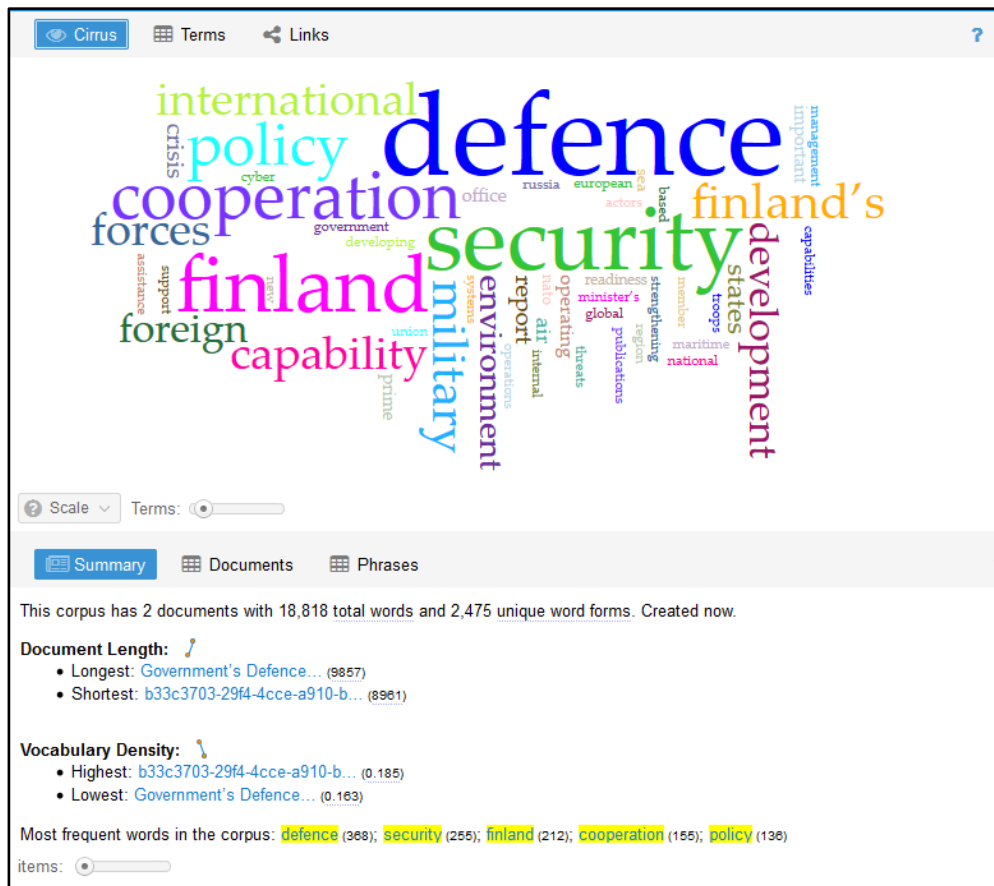 Cirrus Terms Links ?
international
defence
policy
crisis
cyber
cooperation
office
russia
european
sea
actors
based
important
management
finland's
forces
government
developing
security
development
capabilities
assistance
support
new
finland
foreign
union
capability
prime
military
systems
environment
operations
report
nato
air
internal
operating
threats
readiness
minister's
global
publications
region
strengthening
member
maritime
national
troops
states
Scale Terms:
Summary Documents Phrases
This corpus has 2 documents with 18,818 total words and 2,475 unique word forms. Created now.
Document Length:
• Longest: Government's Defence... (9857)
• Shortest: b33c3703-29f4-4cce-a910-b... (8961)
Vocabulary Density:
• Highest: b33c3703-29f4-4cce-a910-b... (0.185)
• Lowest: Government's Defence... (0.163)
Most frequent words in the corpus: defence (368); security (255); finland (212); cooperation (155); policy (136)
items: